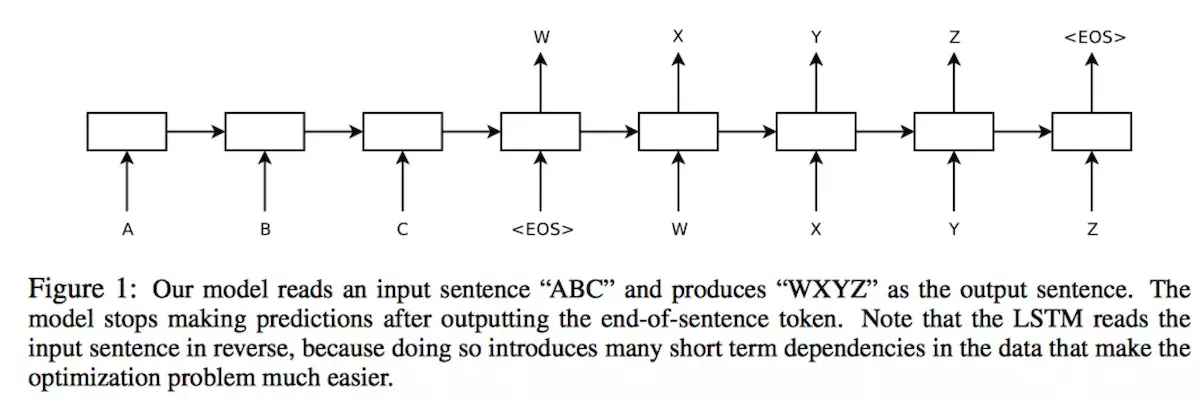 W X Y Z <EOS>
A B C <EOS> W X Y Z
Figure 1: Our model reads an input sentence “ABC” and produces “WXYZ” as the output sentence. The
model stops making predictions after outputting the end-of-sentence token. Note that the LSTM reads the
input sentence in reverse, because doing so introduces many short term dependencies in the data that make the
optimization problem much easier.